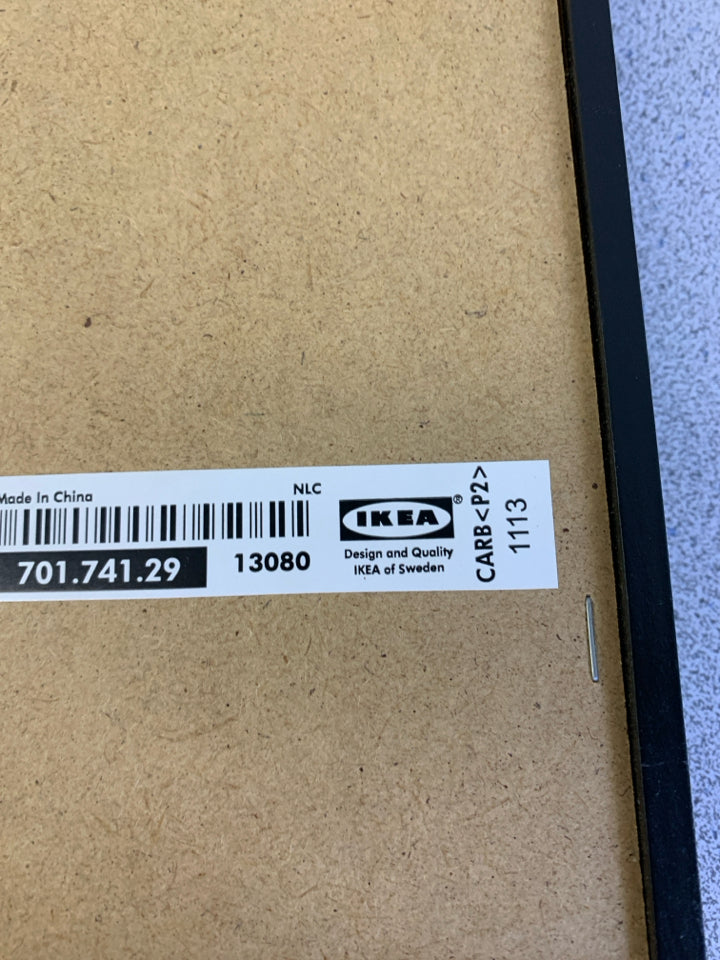 Made In China
NLC
701.741.29
13080
IKEA®
Design and Quality
IKEA of Sweden
CARB<P2>
1113